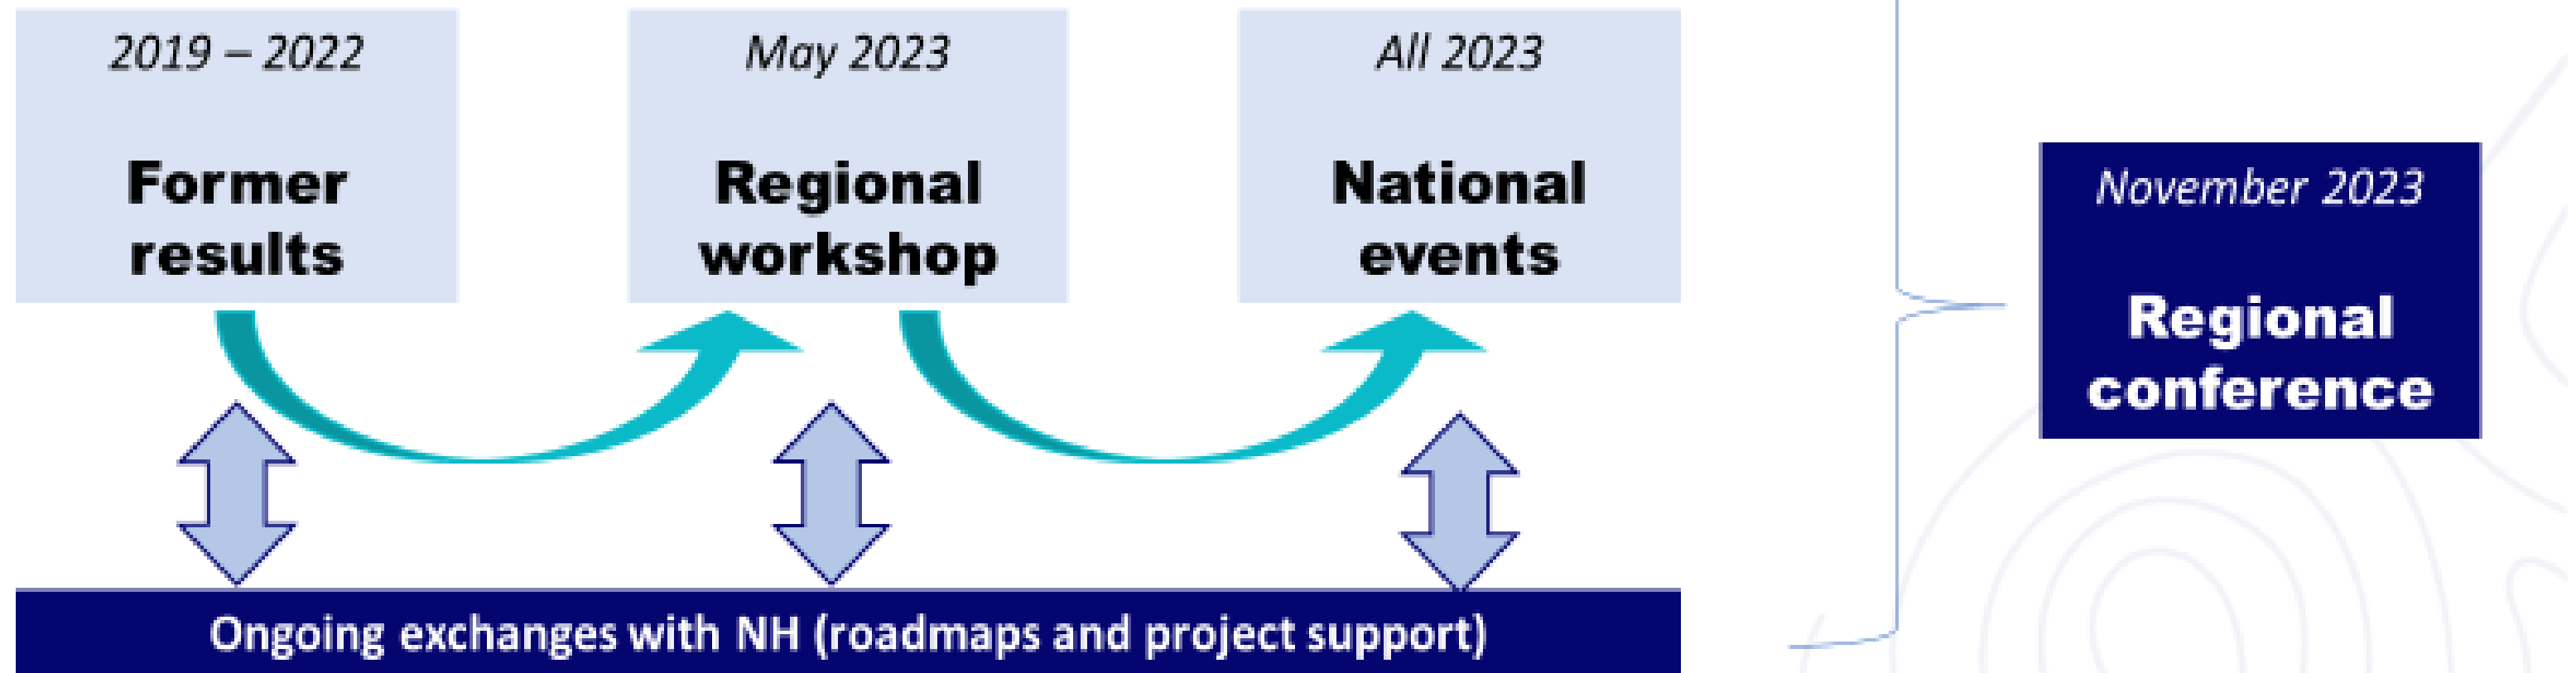 2019 – 2022
Former
results
May 2023
Regional
workshop
All 2023
National
events
November 2023
Regional
conference
Ongoing exchanges with NH (roadmaps and project support)